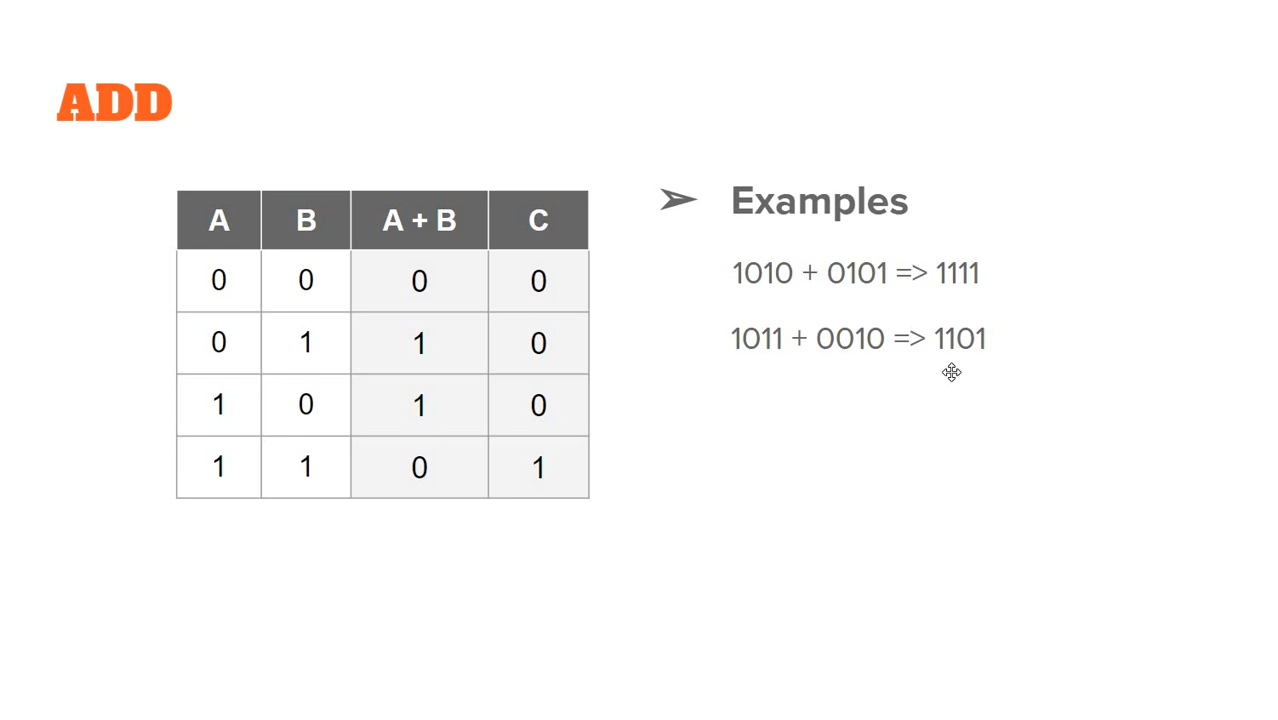 ADD
A B A + B C
0 0 0 0
0 1 1 0
1 0 1 0
1 1 0 1
➢ Examples
1010 + 0101 => 1111
1011 + 0010 => 1101